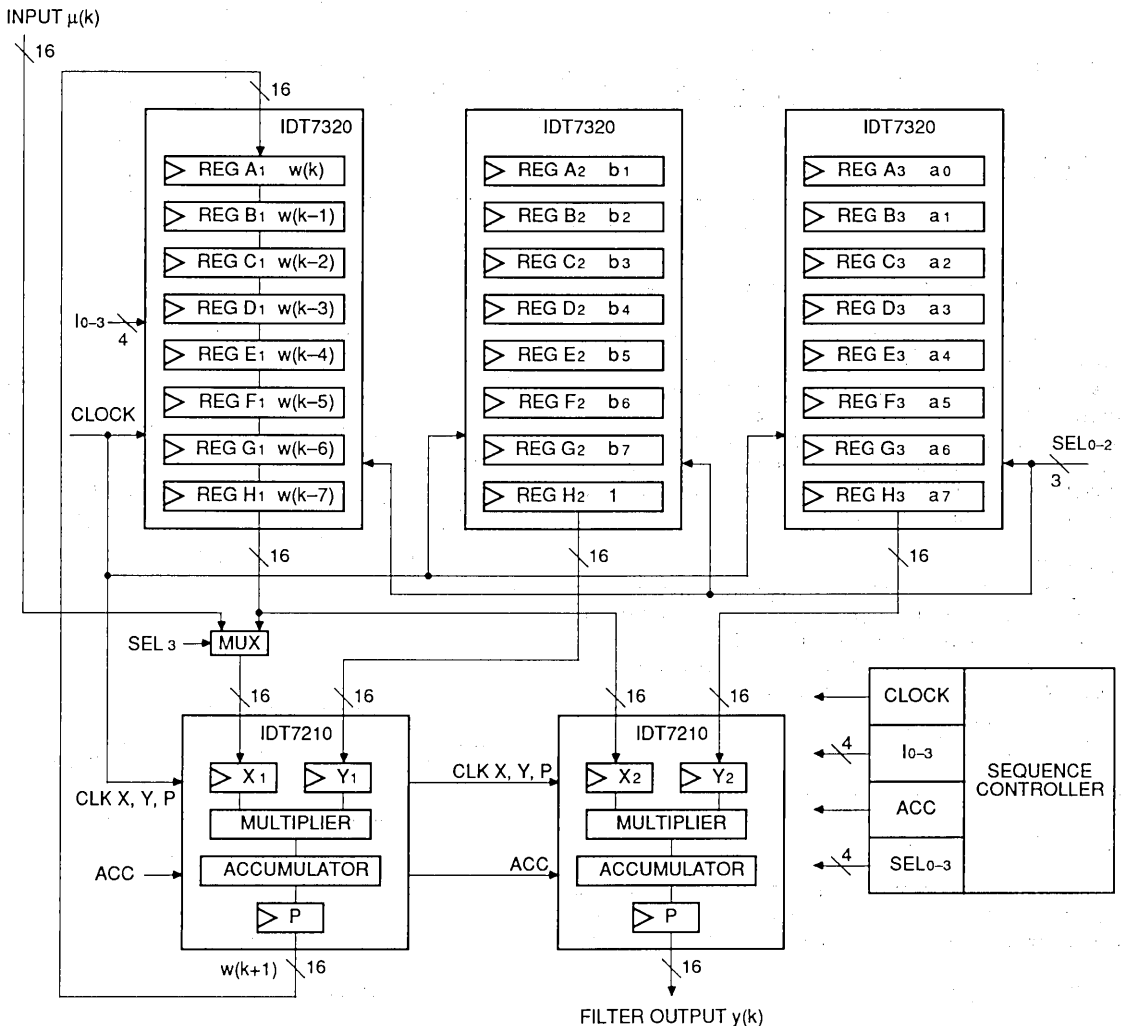 INPUT μ(k)
16
16
IDT7320
REG A1 w(k)
REG B1 w(k–1)
REG C1 w(k–2)
REG D1 w(k–3)
REG E1 w(k–4)
REG F1 w(k–5)
REG G1 w(k–6)
REG H1 w(k–7)
I0–3
4
CLOCK
16
IDT7320
REG A2 b1
REG B2 b2
REG C2 b3
REG D2 b4
REG E2 b5
REG F2 b6
REG G2 b7
REG H2 1
16
IDT7320
REG A3 a0
REG B3 a1
REG C3 a2
REG D3 a3
REG E3 a4
REG F3 a5
REG G3 a6
REG H3 a7
16
SEL0–2
3
SEL3
MUX
16
16
16
16
IDT7210
X1
Y1
MULTIPLIER
ACCUMULATOR
P
CLK X, Y, P
ACC
w(k+1)
16
CLK X, Y, P
ACC
IDT7210
X2
Y2
MULTIPLIER
ACCUMULATOR
P
16
FILTER OUTPUT y(k)
CLOCK
4
I0–3
ACC
4
SEL0–3
SEQUENCE
CONTROLLER